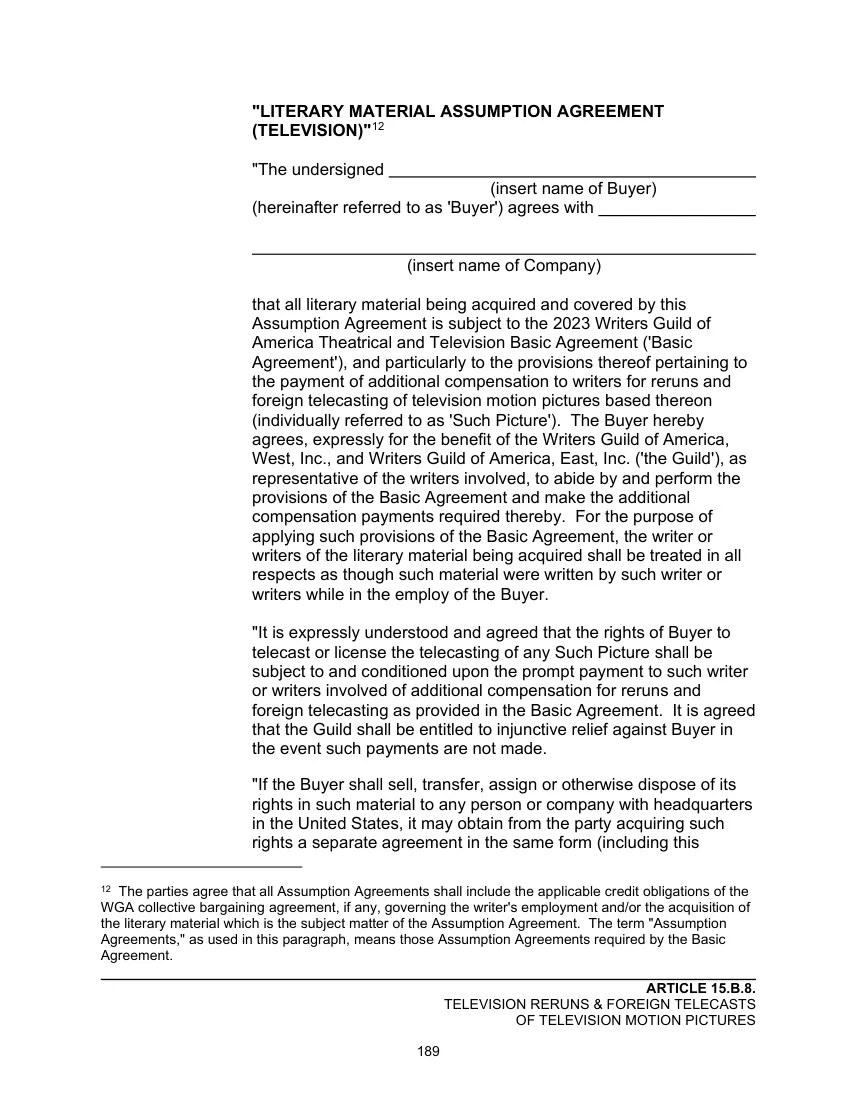 "LITERARY MATERIAL ASSUMPTION AGREEMENT
(TELEVISION)"12
"The undersigned
(insert name of Buyer)
(hereinafter referred to as 'Buyer') agrees with
(insert name of Company)
that all literary material being acquired and covered by this
Assumption Agreement is subject to the 2023 Writers Guild of
America Theatrical and Television Basic Agreement ('Basic
Agreement'), and particularly to the provisions thereof pertaining to
the payment of additional compensation to writers for reruns and
foreign telecasting of television motion pictures based thereon
(individually referred to as 'Such Picture').  The Buyer hereby
agrees, expressly for the benefit of the Writers Guild of America,
West, Inc., and Writers Guild of America, East, Inc. ('the Guild'), as
representative of the writers involved, to abide by and perform the
provisions of the Basic Agreement and make the additional
compensation payments required thereby.  For the purpose of
applying such provisions of the Basic Agreement, the writer or
writers of the literary material being acquired shall be treated in all
respects as though such material were written by such writer or
writers while in the employ of the Buyer.
"It is expressly understood and agreed that the rights of Buyer to
telecast or license the telecasting of any Such Picture shall be
subject to and conditioned upon the prompt payment to such writer
or writers involved of additional compensation for reruns and
foreign telecasting as provided in the Basic Agreement.  It is agreed
that the Guild shall be entitled to injunctive relief against Buyer in
the event such payments are not made.
"If the Buyer shall sell, transfer, assign or otherwise dispose of its
rights in such material to any person or company with headquarters
in the United States, it may obtain from the party acquiring such
rights a separate agreement in the same form (including this
12  The parties agree that all Assumption Agreements shall include the applicable credit obligations of the
WGA collective bargaining agreement, if any, governing the writer's employment and/or the acquisition of
the literary material which is the subject matter of the Assumption Agreement.  The term "Assumption
Agreements," as used in this paragraph, means those Assumption Agreements required by the Basic
Agreement.
ARTICLE 15.B.8.
TELEVISION RERUNS & FOREIGN TELECASTS
OF TELEVISION MOTION PICTURES
189